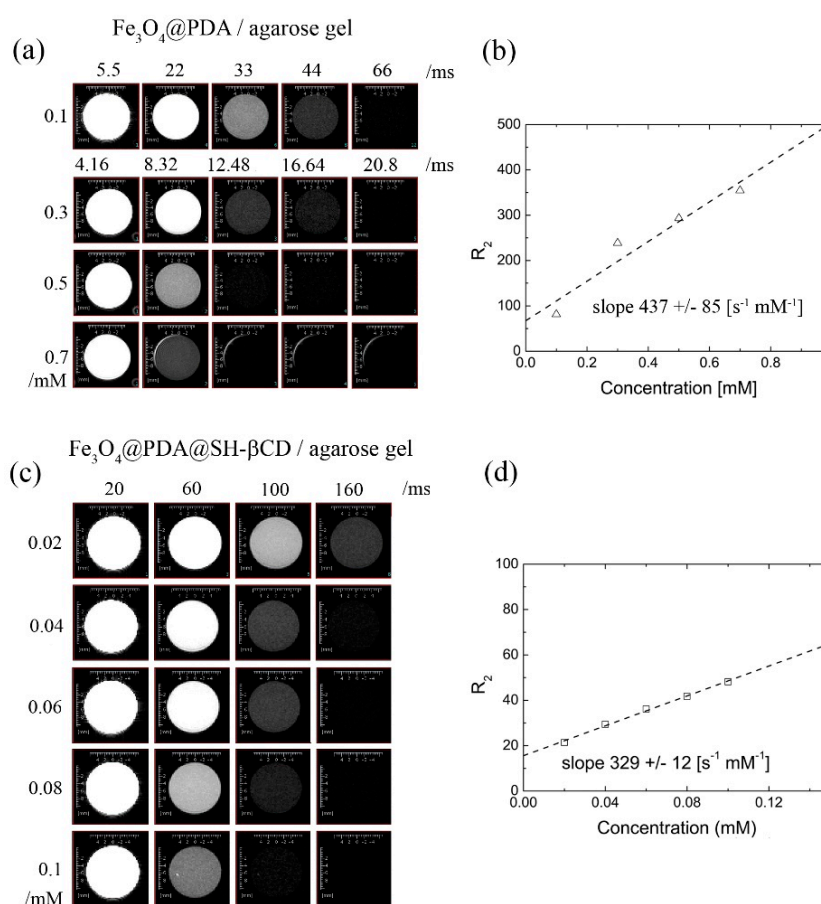 Fe₃O₄@PDA / agarose gel
(a)
5.5 22 33 44 66 /ms
0.1
4.16 8.32 12.48 16.64 20.8 /ms
0.3
0.5
0.7
/mM
(b)
500
400
300
200
100
0
R₂
slope 437 +/- 85 [s⁻¹ mM⁻¹]
0.0 0.2 0.4 0.6 0.8
Concentration [mM]
Fe₃O₄@PDA@SH-βCD / agarose gel
(c)
20 60 100 160 /ms
0.02
0.04
0.06
0.08
0.1
/mM
(d)
100
80
60
40
20
0
R₂
slope 329 +/- 12 [s⁻¹ mM⁻¹]
0.00 0.04 0.08 0.12
Concentration (mM)